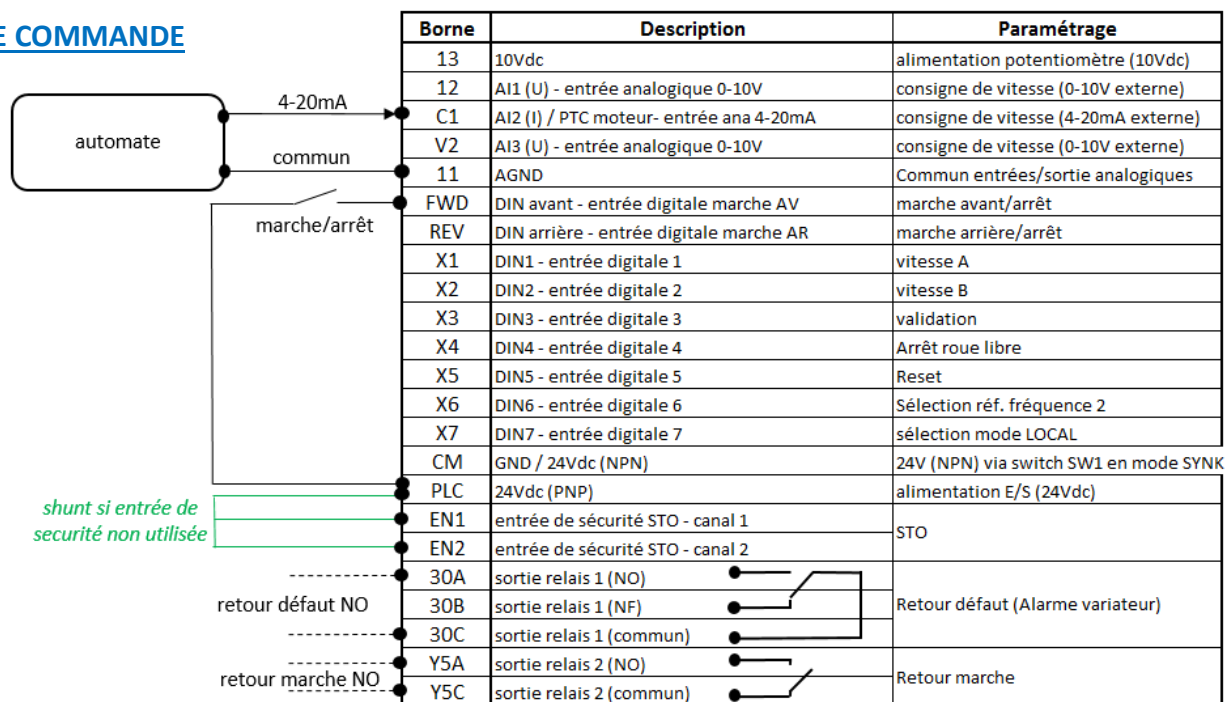 E COMMANDE
Borne Description Paramétrage
13 10Vdc alimentation potentiomètre (10Vdc)
12 AI1 (U) - entrée analogique 0-10V consigne de vitesse (0-10V externe)
4-20mA C1 AI2 (I) / PTC moteur- entrée ana 4-20mA consigne de vitesse (4-20mA externe)
automate V2 AI3 (U) - entrée analogique 0-10V consigne de vitesse (0-10V externe)
commun 11 AGND Commun entrées/sortie analogiques
FWD DIN avant - entrée digitale marche AV marche avant/arrêt
marche/arrêt REV DIN arrière - entrée digitale marche AR marche arrière/arrêt
X1 DIN1 - entrée digitale 1 vitesse A
X2 DIN2 - entrée digitale 2 vitesse B
X3 DIN3 - entrée digitale 3 validation
X4 DIN4 - entrée digitale 4 Arrêt roue libre
X5 DIN5 - entrée digitale 5 Reset
X6 DIN6 - entrée digitale 6 Sélection réf. fréquence 2
X7 DIN7 - entrée digitale 7 sélection mode LOCAL
CM GND / 24Vdc (NPN) 24V (NPN) via switch SW1 en mode SYNK
PLC 24Vdc (PNP) alimentation E/S (24Vdc)
shunt si entrée de
securité non utilisée
EN1 entrée de sécurité STO - canal 1
STO
EN2 entrée de sécurité STO - canal 2
30A sortie relais 1 (NO)
retour défaut NO 30B sortie relais 1 (NF) Retour défaut (Alarme variateur)
30C sortie relais 1 (commun)
Y5A sortie relais 2 (NO)
retour marche NO Retour marche
Y5C sortie relais 2 (commun)